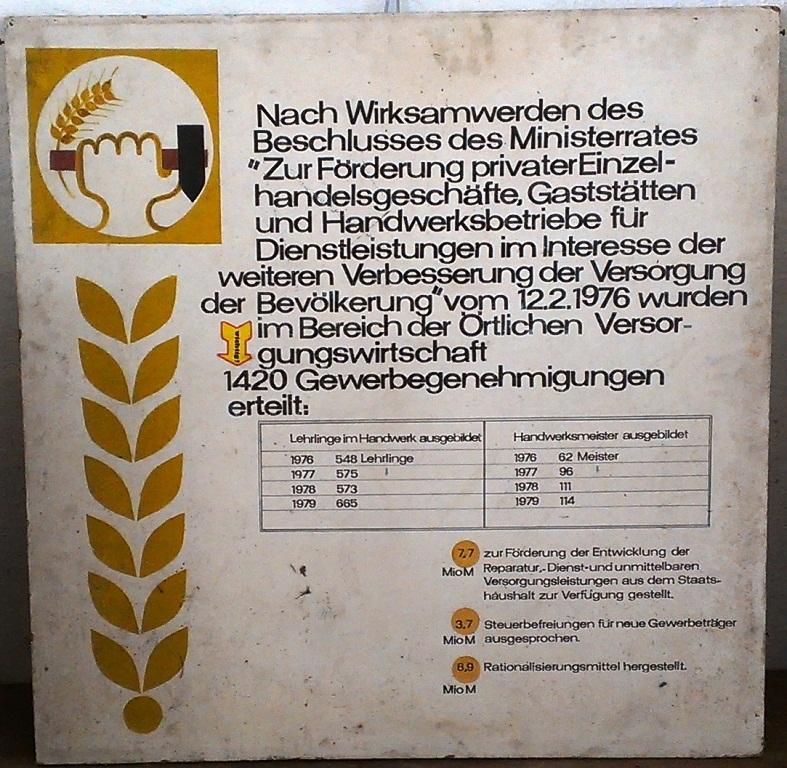 Nach Wirksamwerden des
Beschlusses des Ministerrates
"Zur Förderung privater Einzel-
handelsgeschäfte, Gaststätten
und Handwerksbetriebe für
Dienstleistungen im Interesse der
weiteren Verbesserung der Versorgung
der Bevölkerung" vom 12.2.1976 wurden
im Bereich der Örtlichen Versor-
gungswirtschaft
1420 Gewerbegenehmigungen
erteilt:
Lehrlinge im Handwerk ausgebildet
1976 548 Lehrlinge
1977 575
1978 573
1979 665
Handwerksmeister ausgebildet
1976 62 Meister
1977 96
1978 111
1979 114
7,7 zur Förderung der Entwicklung der
Mio M Reparatur,- Dienst-und unmittelbaren
Versorgungsleistungen aus dem Staats-
haushalt zur Verfügung gestellt.
3,7 Steuerbefreiungen für neue Gewerbeträger
Mio M ausgesprochen.
6,9 Rationalisierungsmittel hergestellt.
Mio M